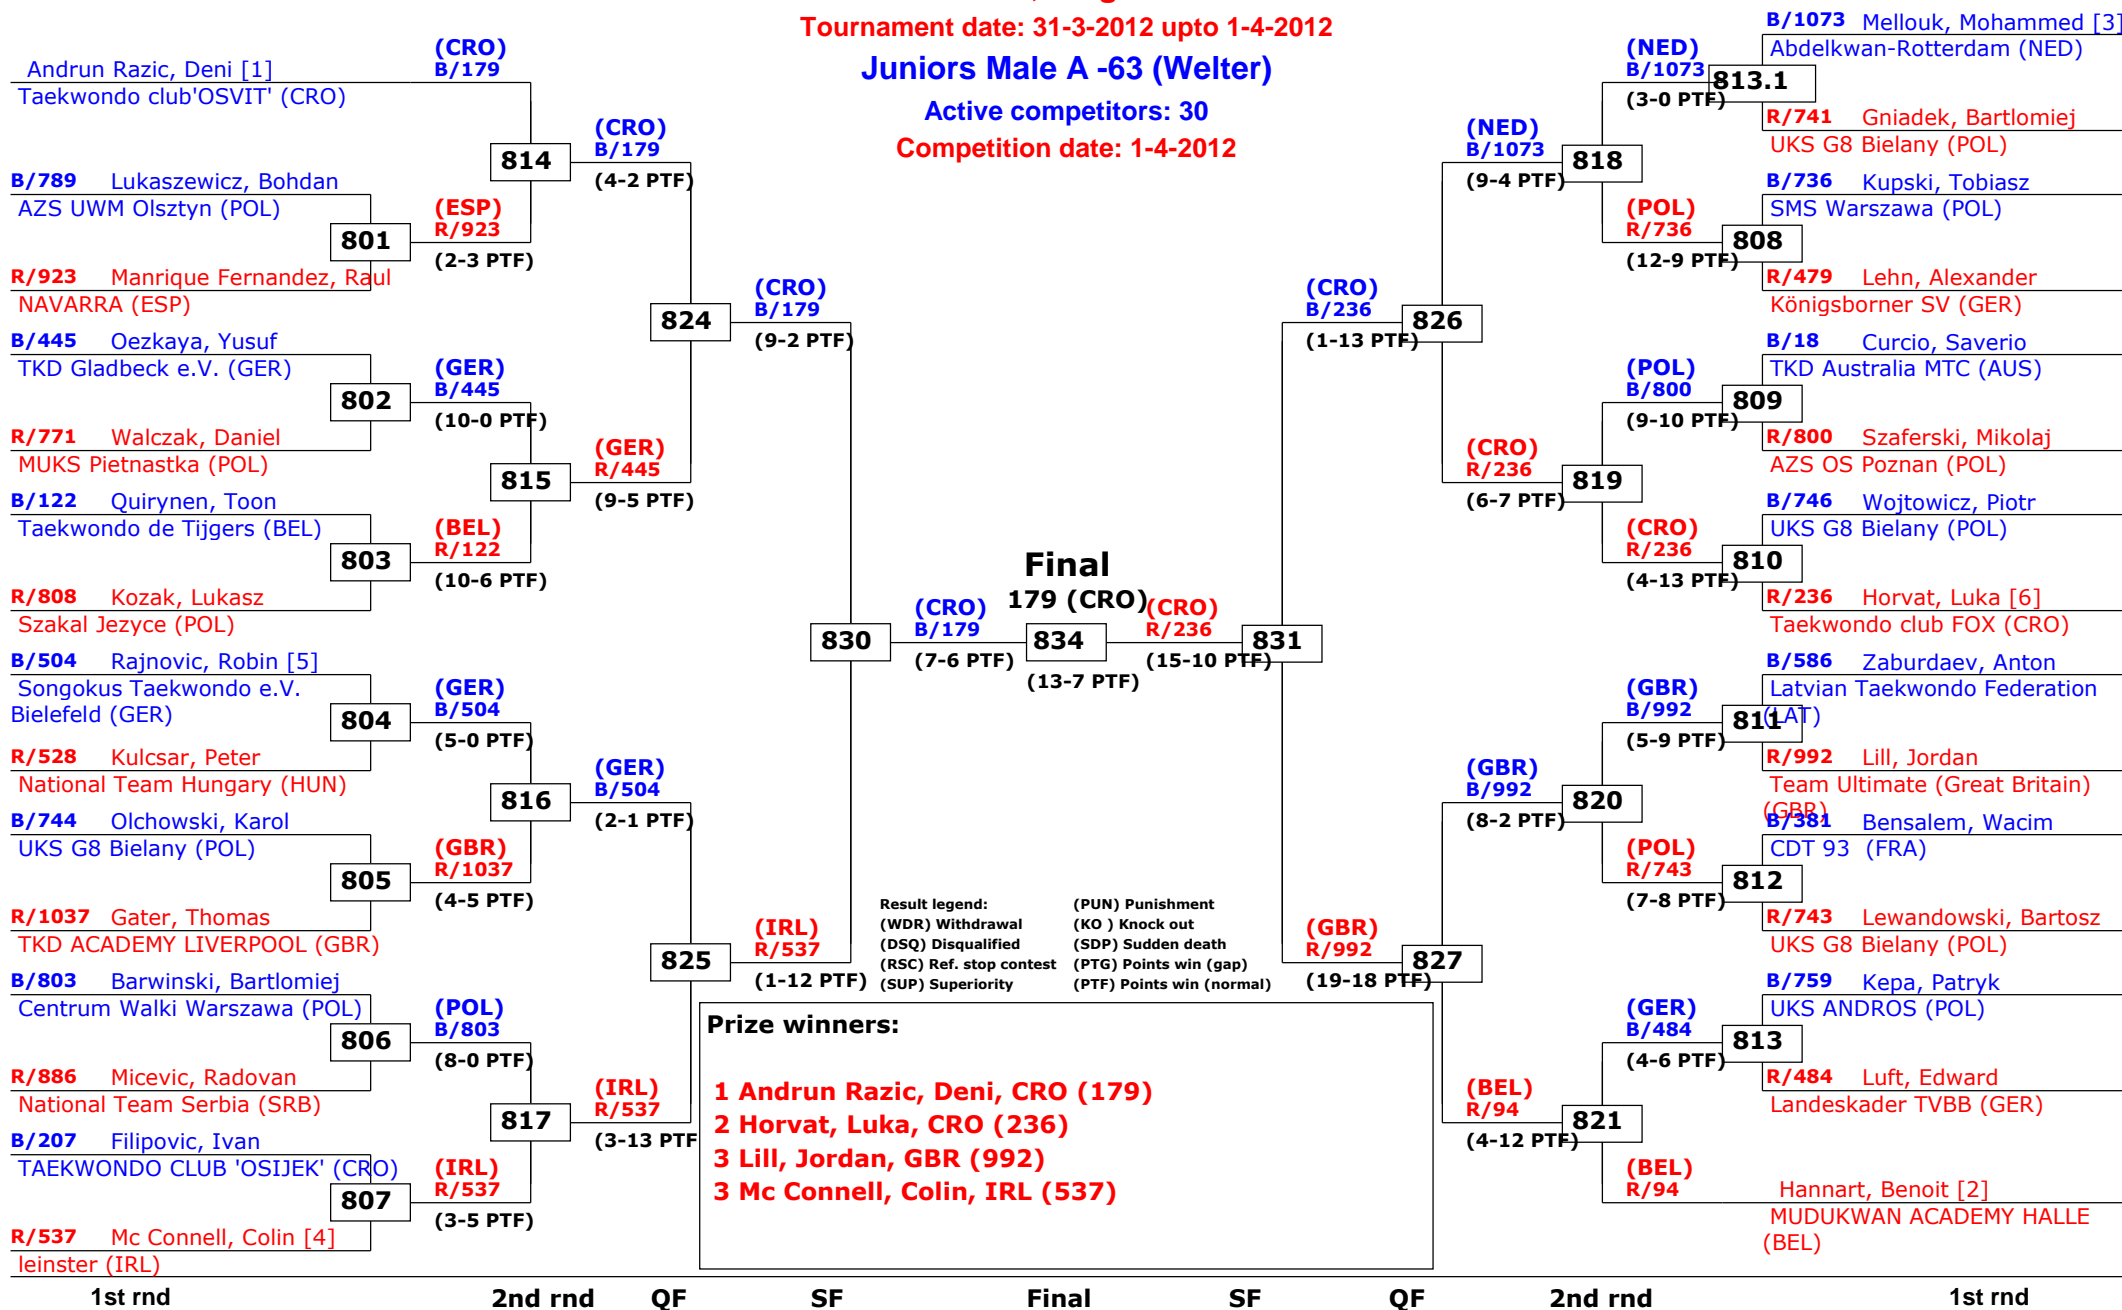 Tournament date: 31-3-2012 upto 1-4-2012
Juniors Male A -63 (Welter)
Active competitors: 30
Competition date: 1-4-2012
Andrun Razic, Deni [1]
Taekwondo club'OSVIT' (CRO)
B/789 Lukaszewicz, Bohdan
AZS UWM Olsztyn (POL)
801
R/923 Manrique Fernandez, Raul
NAVARRA (ESP)
B/445 Oezkaya, Yusuf
TKD Gladbeck e.V. (GER)
802
R/771 Walczak, Daniel
MUKS Pietnastka (POL)
B/122 Quirynen, Toon
Taekwondo de Tijgers (BEL)
803
R/808 Kozak, Lukasz
Szakal Jezyce (POL)
B/504 Rajnovic, Robin [5]
Songokus Taekwondo e.V.
Bielefeld (GER)
804
R/528 Kulcsar, Peter
National Team Hungary (HUN)
B/744 Olchowski, Karol
UKS G8 Bielany (POL)
805
R/1037 Gater, Thomas
TKD ACADEMY LIVERPOOL (GBR)
B/803 Barwinski, Bartlomiej
Centrum Walki Warszawa (POL)
806
R/886 Micevic, Radovan
National Team Serbia (SRB)
B/207 Filipovic, Ivan
TAEKWONDO CLUB 'OSIJEK' (CRO)
807
R/537 Mc Connell, Colin [4]
leinster (IRL)
(CRO)
B/179
814
(ESP)
R/923
(2-3 PTF)
(GER)
B/445
(10-0 PTF)
815
(BEL)
R/122
(10-6 PTF)
(GER)
B/504
(5-0 PTF)
816
(GBR)
R/1037
(4-5 PTF)
(POL)
B/803
(8-0 PTF)
817
(IRL)
R/537
(3-5 PTF)
(CRO)
B/179
(4-2 PTF)
824
(GER)
R/445
(9-5 PTF)
(GER)
B/504
(2-1 PTF)
825
(IRL)
R/537
(3-13 PTF
(CRO)
B/179
(9-2 PTF)
830
(IRL)
R/537
(1-12 PTF)
(CRO)
B/179
(7-6 PTF)
Final
179 (CRO)
834
(13-7 PTF)
(CRO)
R/236
(15-10 PTF)
831
(CRO)
B/236
(1-13 PTF)
826
(GBR)
R/992
(19-18 PTF)
827
(NED)
B/1073
(9-4 PTF)
818
(CRO)
R/236
(6-7 PTF)
819
(GBR)
B/992
(8-2 PTF)
820
(BEL)
R/94
(4-12 PTF)
821
(NED)
B/1073
(3-0 PTF)
813.1
(POL)
R/736
(12-9 PTF)
808
(POL)
B/800
(9-10 PTF)
809
(CRO)
R/236
(4-13 PTF)
810
(GBR)
B/992
(5-9 PTF)
811
(POL)
R/743
(7-8 PTF)
812
(GER)
B/484
(4-6 PTF)
813
(BEL)
R/94
B/1073 Mellouk, Mohammed [3]
Abdelkwan-Rotterdam (NED)
R/741 Gniadek, Bartlomiej
UKS G8 Bielany (POL)
B/736 Kupski, Tobiasz
SMS Warszawa (POL)
R/479 Lehn, Alexander
Königsborner SV (GER)
B/18 Curcio, Saverio
TKD Australia MTC (AUS)
R/800 Szaferski, Mikolaj
AZS OS Poznan (POL)
B/746 Wojtowicz, Piotr
UKS G8 Bielany (POL)
R/236 Horvat, Luka [6]
Taekwondo club FOX (CRO)
B/586 Zaburdaev, Anton
Latvian Taekwondo Federation
(LAT)
R/992 Lill, Jordan
Team Ultimate (Great Britain)
(GBR)
B/381 Bensalem, Wacim
CDT 93 (FRA)
R/743 Lewandowski, Bartosz
UKS G8 Bielany (POL)
B/759 Kepa, Patryk
UKS ANDROS (POL)
R/484 Luft, Edward
Landeskader TVBB (GER)
Hannart, Benoit [2]
MUDUKWAN ACADEMY HALLE
(BEL)
Result legend:
(WDR) Withdrawal
(DSQ) Disqualified
(RSC) Ref. stop contest
(SUP) Superiority
(PUN) Punishment
(KO ) Knock out
(SDP) Sudden death
(PTG) Points win (gap)
(PTF) Points win (normal)
Prize winners:
1 Andrun Razic, Deni, CRO (179)
2 Horvat, Luka, CRO (236)
3 Lill, Jordan, GBR (992)
3 Mc Connell, Colin, IRL (537)
1st rnd 2nd rnd QF SF Final SF QF 2nd rnd 1st rnd